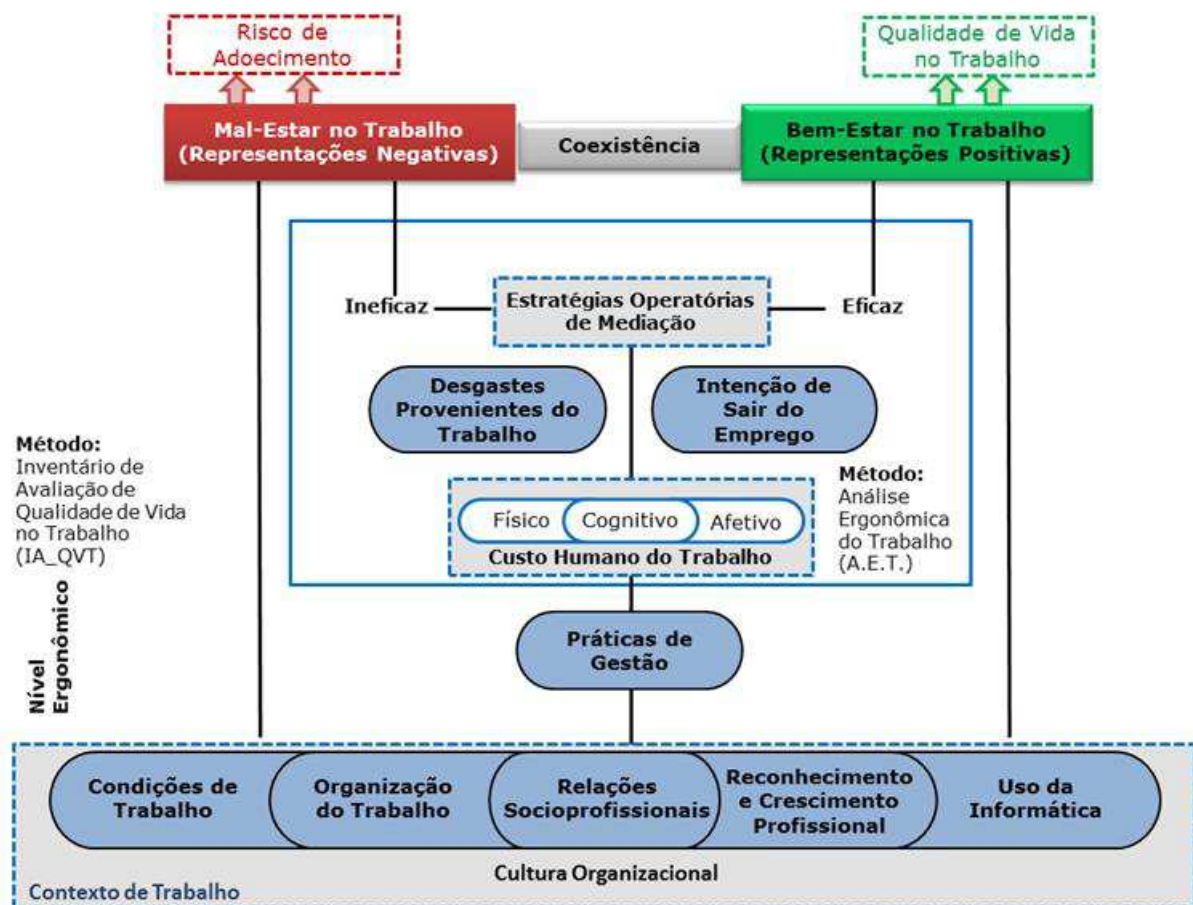 Risco de
Adoecimento
Qualidade de Vida
no Trabalho
Mal-Estar no Trabalho
(Representações Negativas)
Coexistência
Bem-Estar no Trabalho
(Representações Positivas)
Ineficaz
Estratégias Operatórias
de Mediação
Eficaz
Desgastes
Provenientes do
Trabalho
Intenção de
Sair do
Emprego
Método:
Inventário de
Avaliação de
Qualidade de Vida
no Trabalho
(IA_QVT)
Físico
Cognitivo
Afetivo
Custo Humano do Trabalho
Método:
Análise
Ergonômica
do Trabalho
(A.E.T.)
Práticas de
Gestão
Nível
Ergonômico
Condições de
Trabalho
Organização
do Trabalho
Relações
Socioprofissionais
Reconhecimento
e Crescimento
Profissional
Uso da
Informática
Cultura Organizacional
Contexto de Trabalho